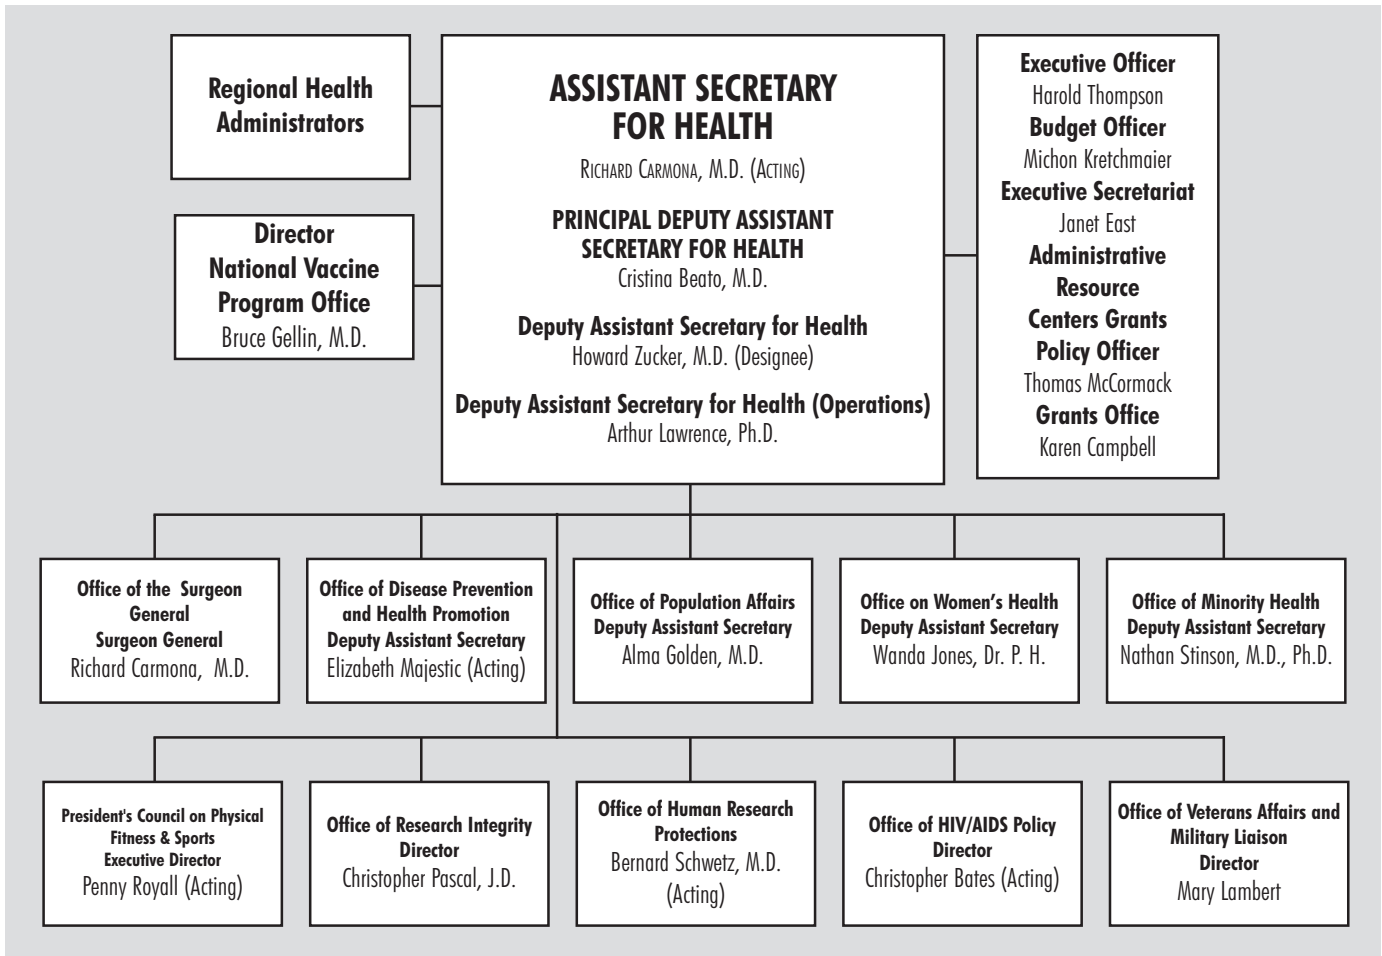 Regional Health
Administrators
Director
National Vaccine
Program Office
Bruce Gellin, M.D.
ASSISTANT SECRETARY
FOR HEALTH
RICHARD CARMONA, M.D. (ACTING)
PRINCIPAL DEPUTY ASSISTANT
SECRETARY FOR HEALTH
Cristina Beato, M.D.
Deputy Assistant Secretary for Health
Howard Zucker, M.D. (Designee)
Deputy Assistant Secretary for Health (Operations)
Arthur Lawrence, Ph.D.
Executive Officer
Harold Thompson
Budget Officer
Michon Kretchmaier
Executive Secretariat
Janet East
Administrative
Resource
Centers Grants
Policy Officer
Thomas McCormack
Grants Office
Karen Campbell
Office of the Surgeon
General
Surgeon General
Richard Carmona, M.D.
Office of Disease Prevention
and Health Promotion
Deputy Assistant Secretary
Elizabeth Majestic (Acting)
Office of Population Affairs
Deputy Assistant Secretary
Alma Golden, M.D.
Office on Women's Health
Deputy Assistant Secretary
Wanda Jones, Dr. P. H.
Office of Minority Health
Deputy Assistant Secretary
Nathan Stinson, M.D., Ph.D.
President's Council on Physical
Fitness & Sports
Executive Director
Penny Royall (Acting)
Office of Research Integrity
Director
Christopher Pascal, J.D.
Office of Human Research
Protections
Bernard Schwetz, M.D.
(Acting)
Office of HIV/AIDS Policy
Director
Christopher Bates (Acting)
Office of Veterans Affairs and
Military Liaison
Director
Mary Lambert